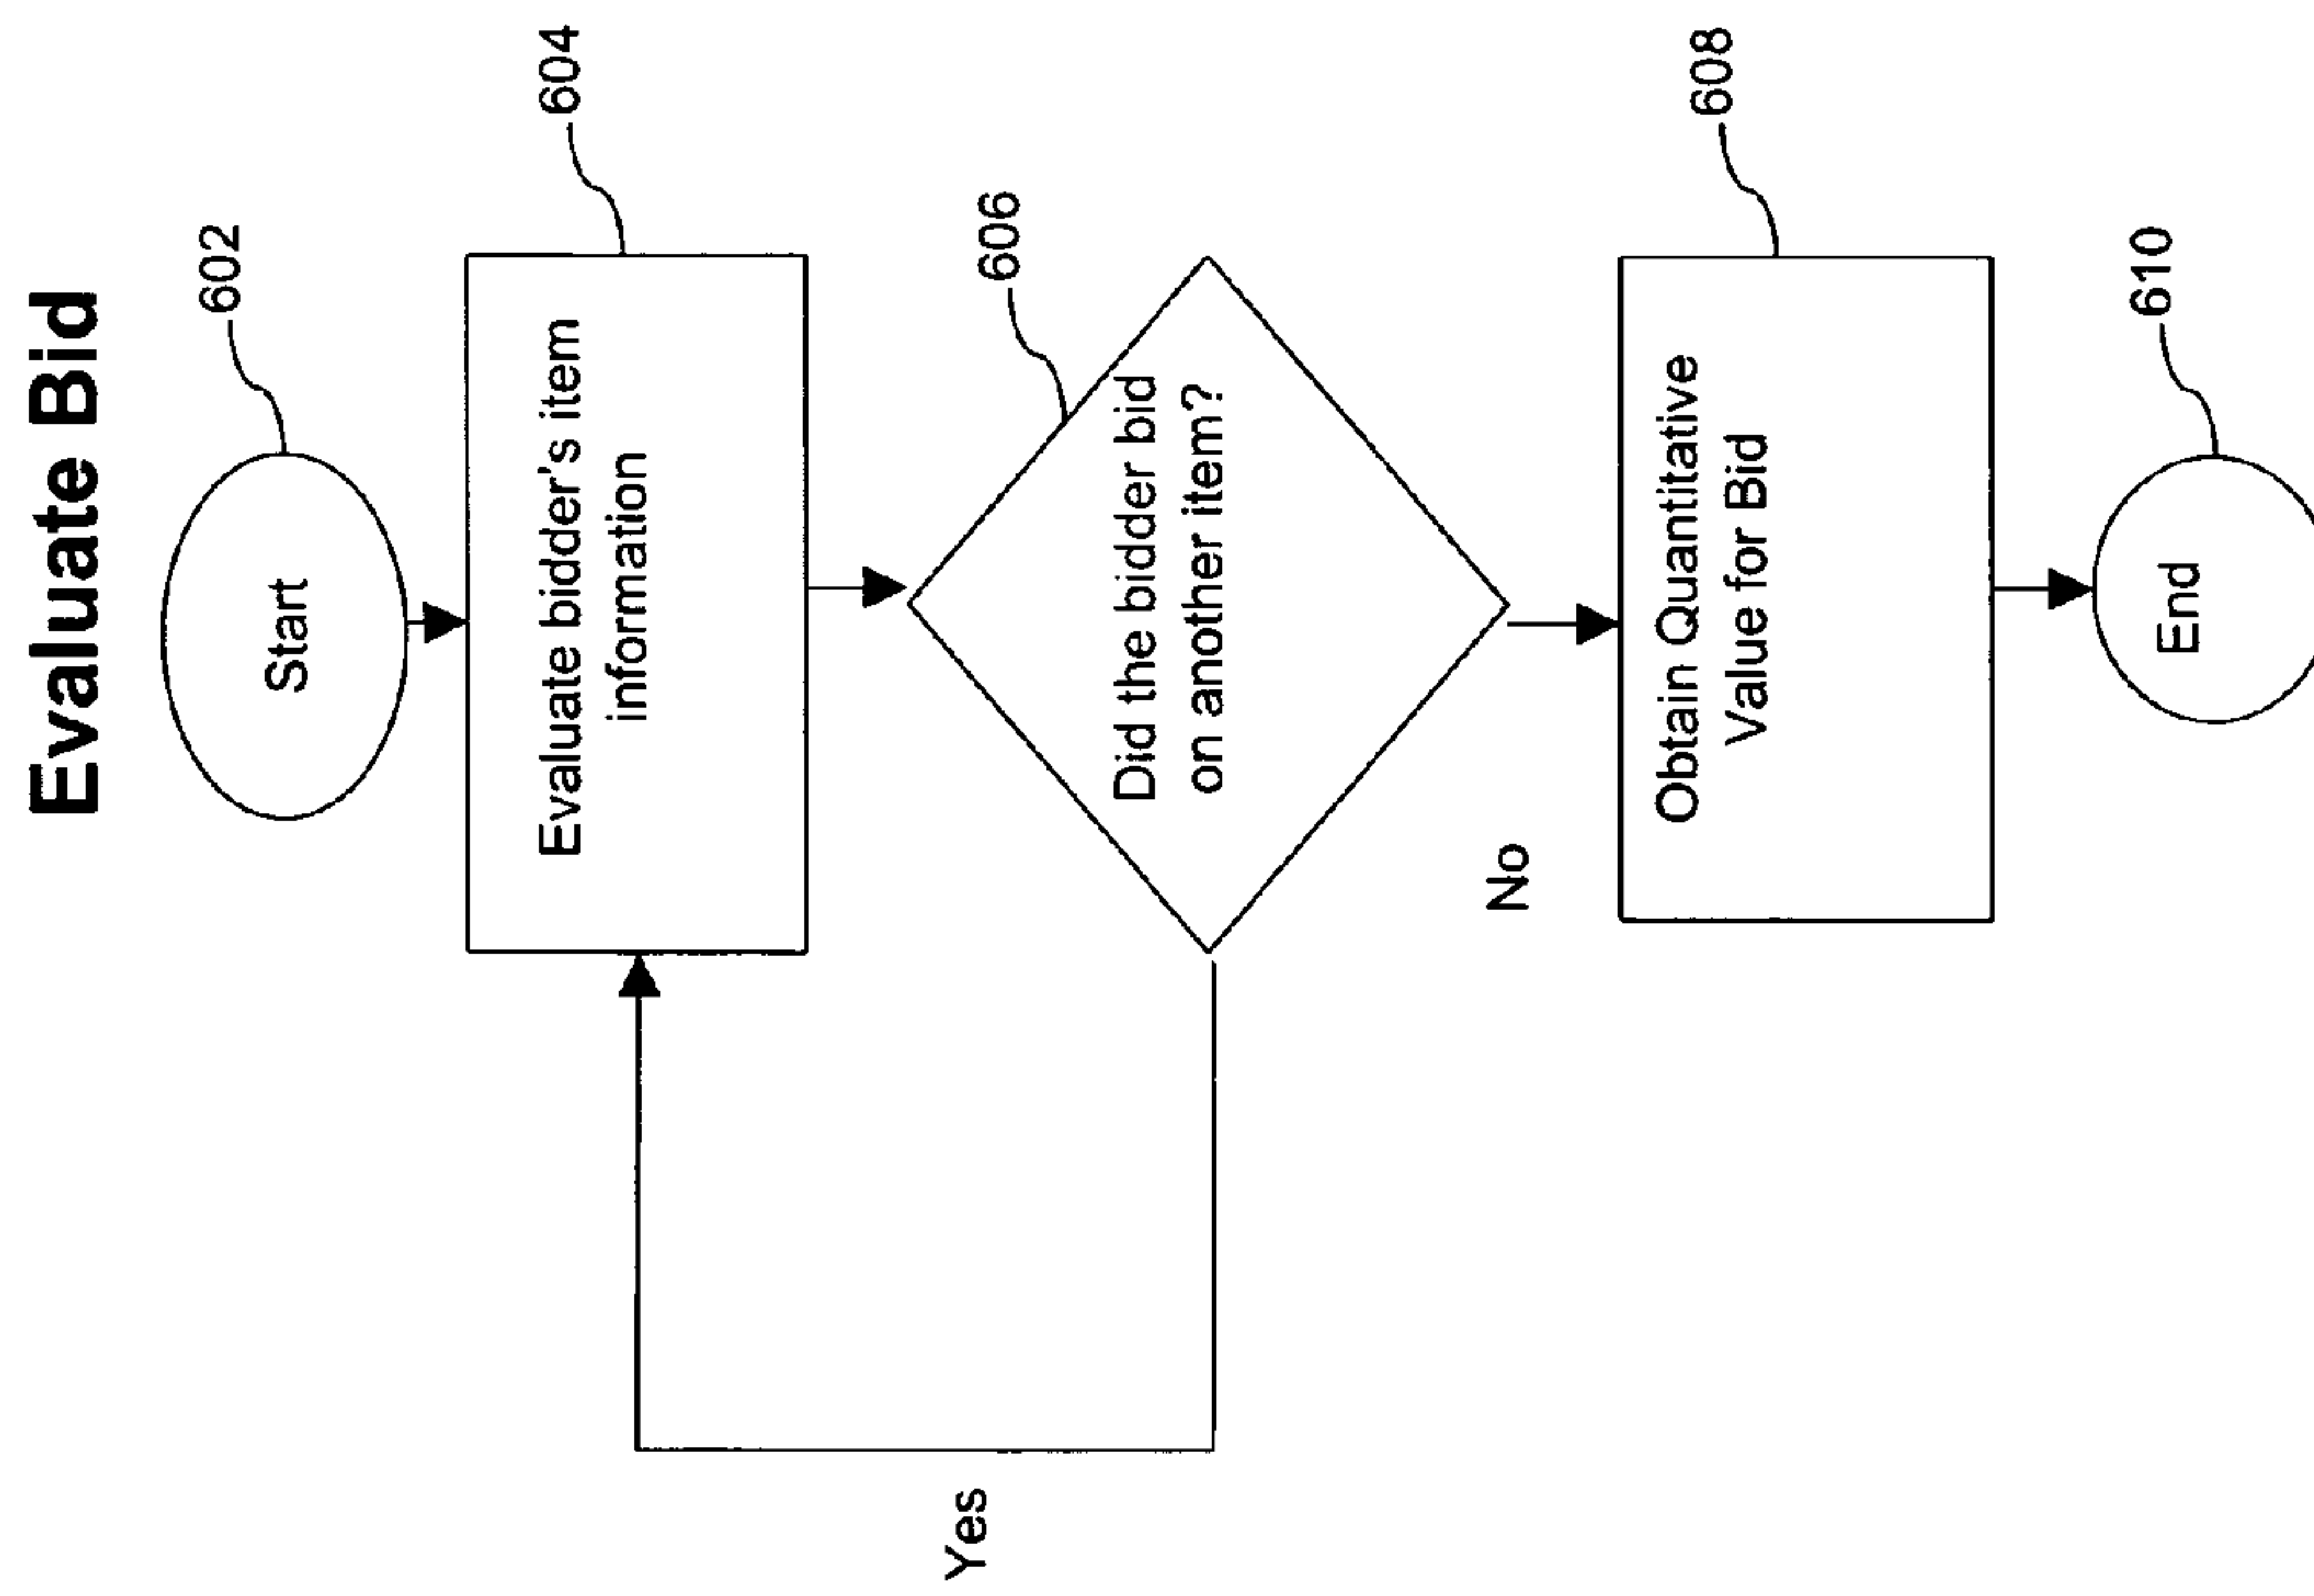 Evaluate Bid
602
Start
604
Evaluate bidder's item
information
606
Did the bidder bid
on another item?
Yes
No
608
Obtain Quantitative
Value for Bid
610
End